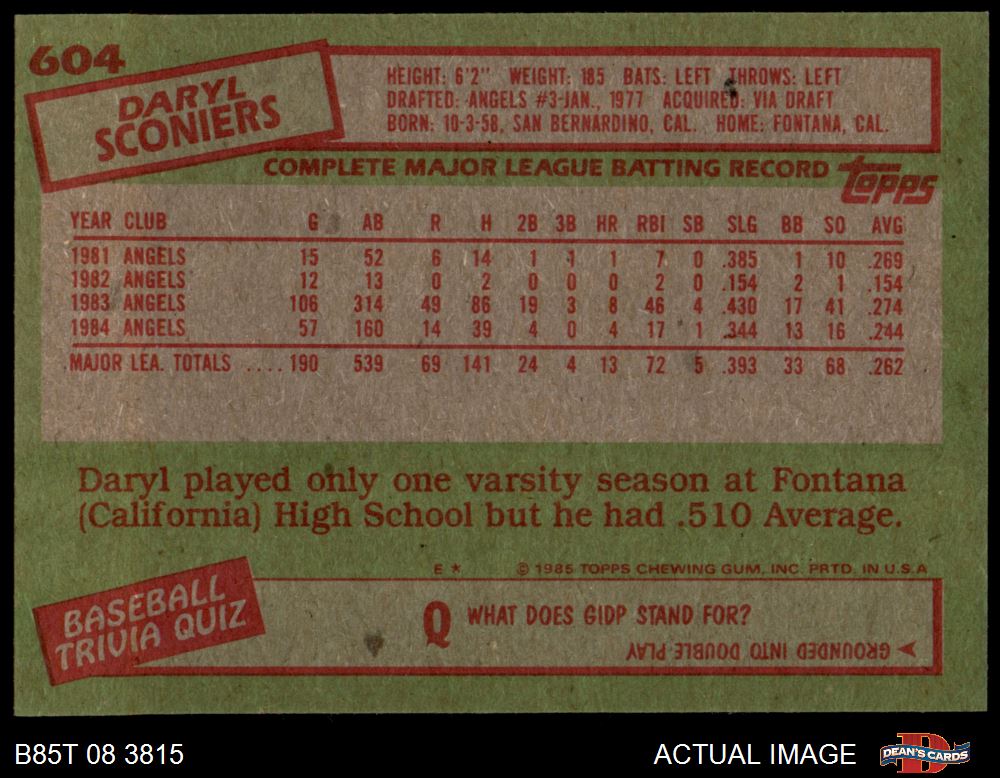 604
DARYL
SCONIERS
HEIGHT: 6'2" WEIGHT: 185 BATS: LEFT THROWS: LEFT
DRAFTED: ANGELS #3-JAN., 1977 ACQUIRED: VIA DRAFT
BORN: 10-3-58, SAN BERNARDINO, CAL. HOME: FONTANA, CAL.
COMPLETE MAJOR LEAGUE BATTING RECORD topps
YEAR CLUB G AB R H 2B 3B HR RBI SB SLG BB SO AVG
1981 ANGELS 15 52 6 14 1 1 1 7 0 .385 1 10 .269
1982 ANGELS 12 13 0 2 0 0 0 2 0 .154 2 1 .154
1983 ANGELS 106 314 49 86 19 3 8 46 4 .430 17 41 .274
1984 ANGELS 57 160 14 39 4 0 4 17 1 .344 13 16 .244
MAJOR LEA. TOTALS .... 190 539 69 141 24 4 13 72 5 .393 33 68 .262
Daryl played only one varsity season at Fontana
(California) High School but he had .510 Average.
E * © 1985 TOPPS CHEWING GUM, INC. PRTD. IN U.S.A
BASEBALL
TRIVIA QUIZ
Q WHAT DOES GIDP STAND FOR?
GROUNDED INTO DOUBLE PLAY
B85T 08 3815 ACTUAL IMAGE D DEAN'S CARDS